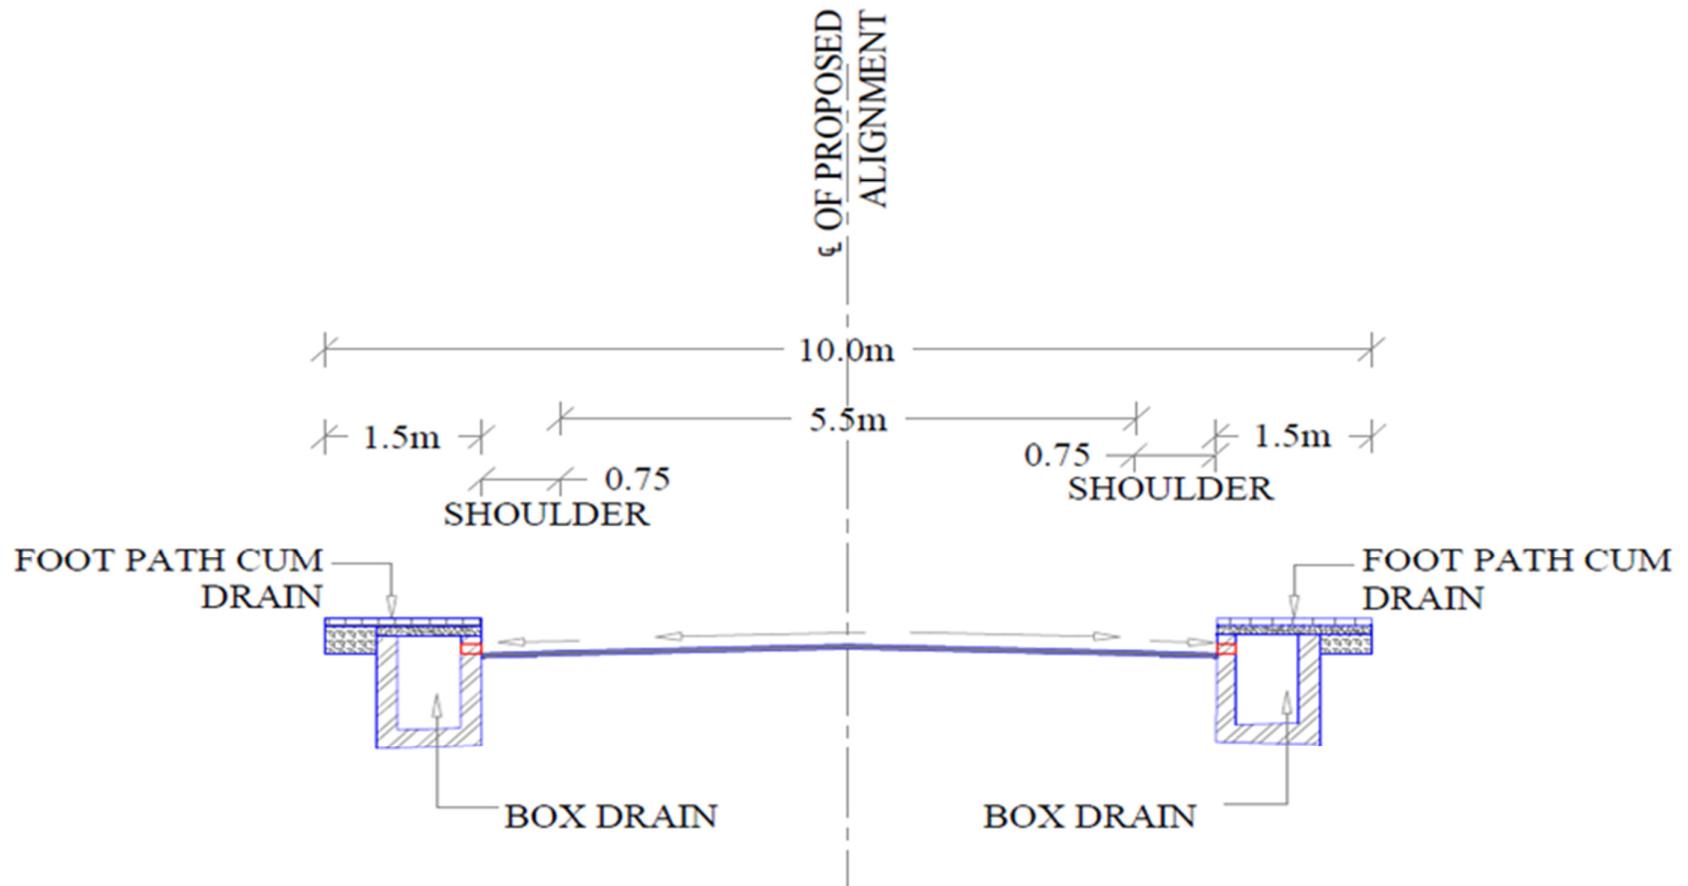 ℄ OF PROPOSED
ALIGNMENT
10.0m
5.5m
1.5m
1.5m
0.75
SHOULDER
0.75
SHOULDER
FOOT PATH CUM
DRAIN
FOOT PATH CUM
DRAIN
BOX DRAIN
BOX DRAIN